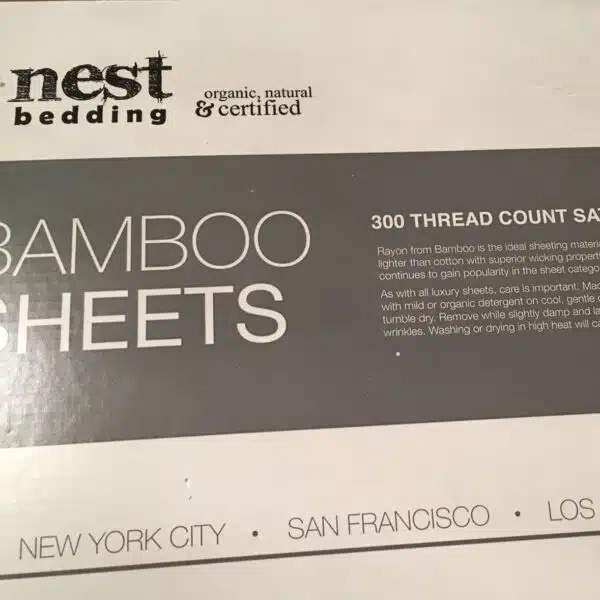 nest
bedding
organic, natural
& certified
BAMBOO
SHEETS
300 THREAD COUNT
Rayon from Bamboo is the ideal sheeting
lighter than cotton with superior wicking
continues to gain popularity in the sheet
As with all luxury sheets, care is important.
with mild or organic detergent on cool, gentle
tumble dry. Remove while slightly damp and
wrinkles. Washing or drying in high heat will
NEW YORK CITY • SAN FRANCISCO • LOS